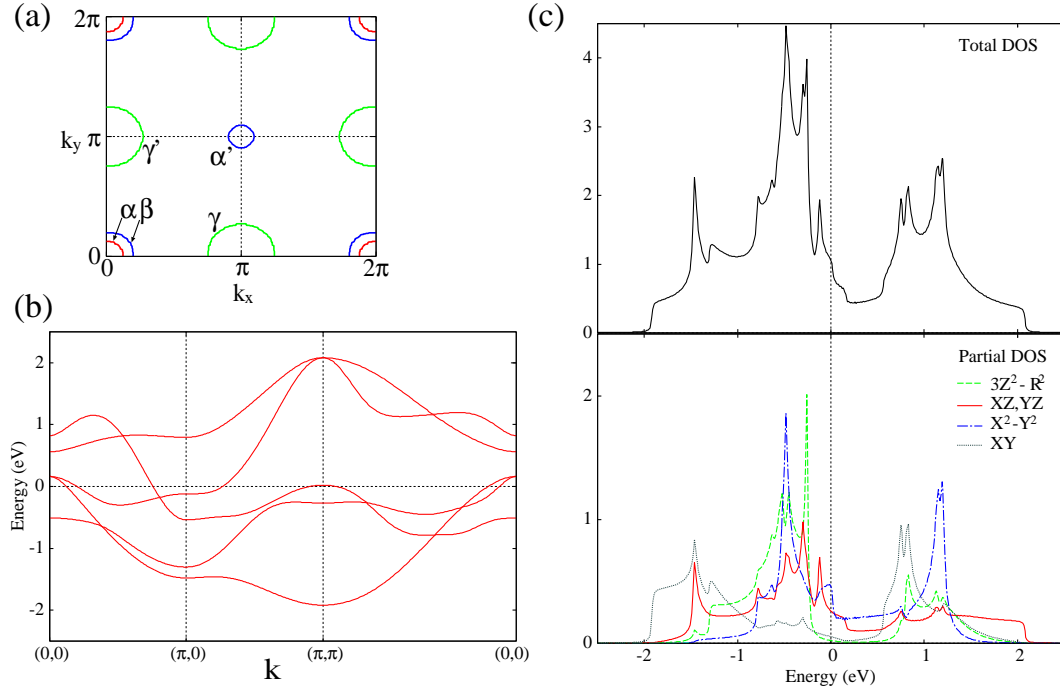 (a)
2π
k_y π
0
γ'
α'
αβ
γ
0
π
2π
k_x
(b)
2
1
0
-1
-2
Energy (eV)
(0,0)
(π,0)
(π,π)
(0,0)
k
(c)
Total DOS
4
3
2
1
0
Partial DOS
3Z² - R²
XZ,YZ
X²-Y²
XY
2
1
0
-2
-1
0
1
2
Energy (eV)